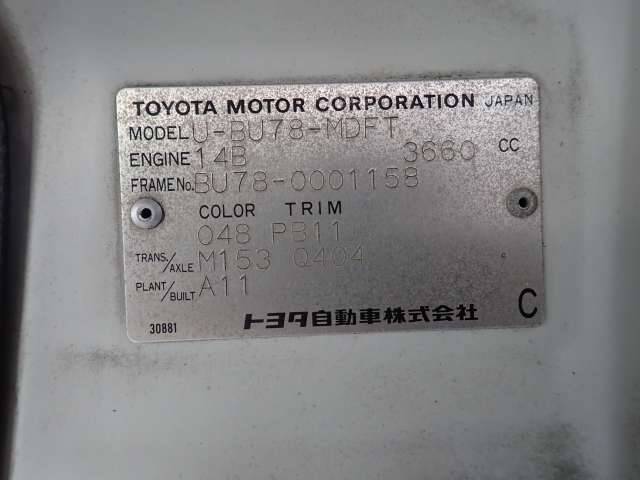 TOYOTA MOTOR CORPORATION JAPAN
MODEL U-BU78-MDFT
ENGINE 14B 3660 CC
FRAME No. BU78-0001158
COLOR TRIM
048 PB11
TRANS/AXLE M153 Q404
PLANT/BUILT A11
30881 トヨタ自動車株式会社 C